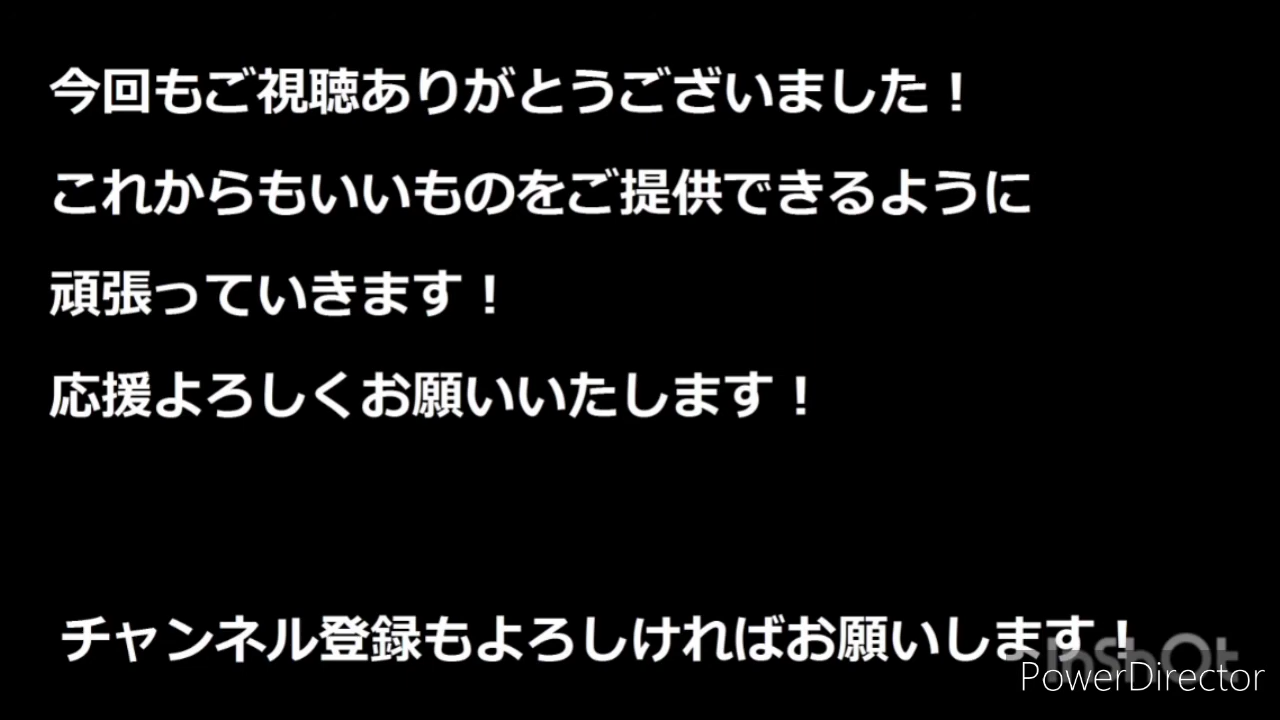 今回もご視聴ありがとうございました！
これからもいいものをご提供できるように
頑張っていきます！
応援よろしくお願いいたします！
チャンネル登録もよろしければお願いします！
InShOt
PowerDirector